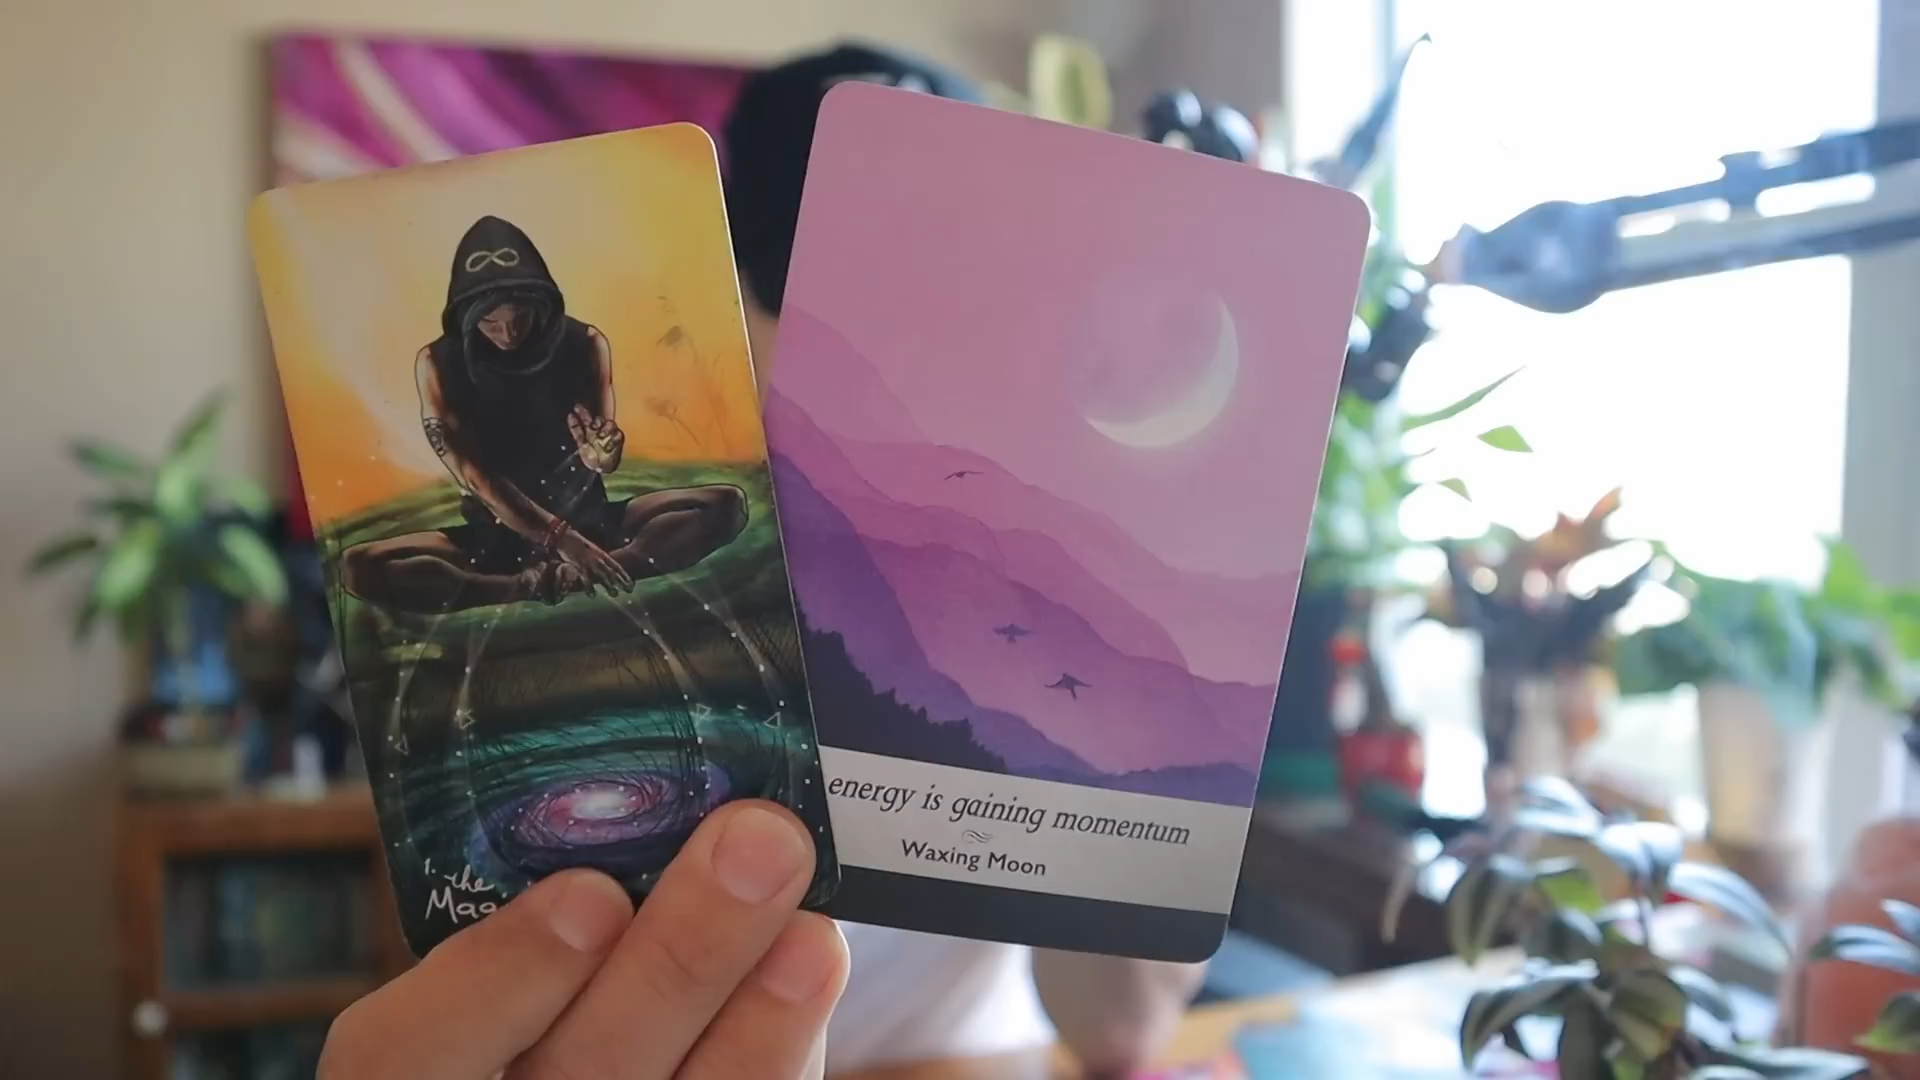 1. the
energy is gaining momentum
Waxing Moon